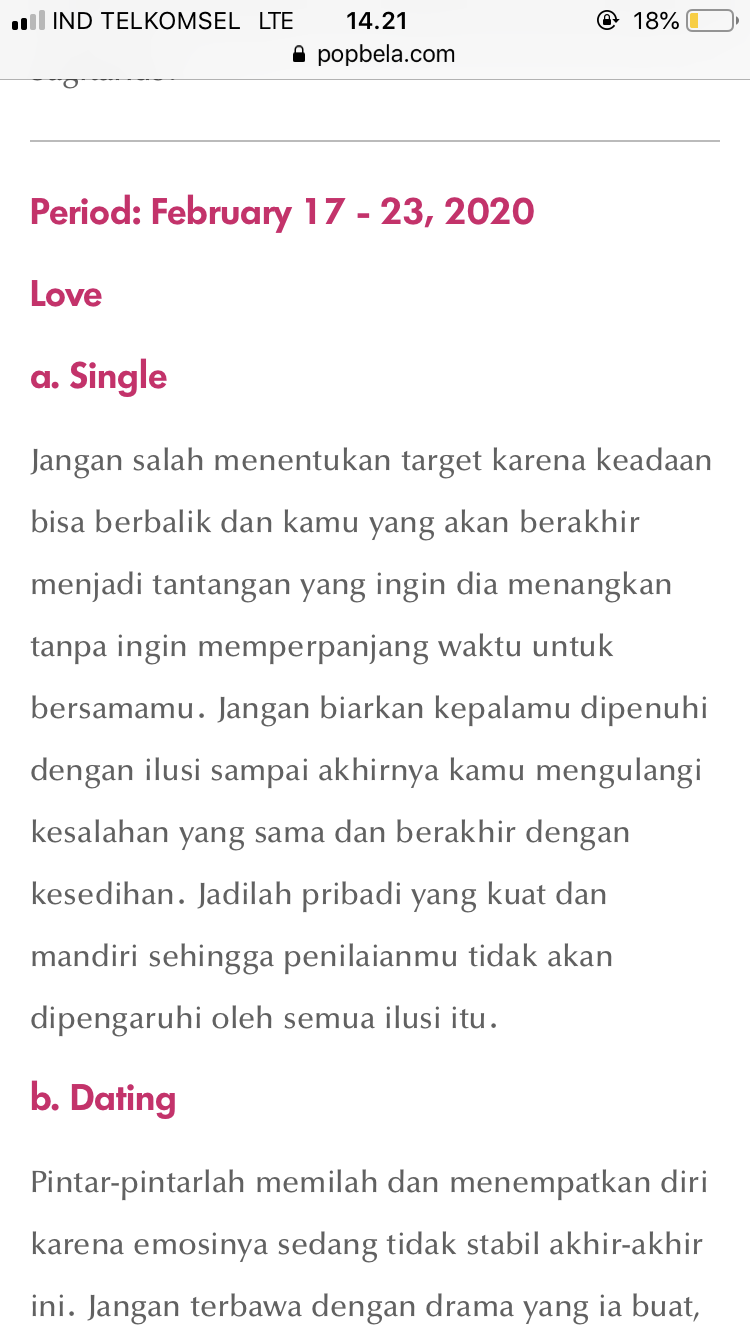 IND TELKOMSEL LTE 14.21 18%
popbela.com
Period: February 17 - 23, 2020
Love
a. Single
Jangan salah menentukan target karena keadaan
bisa berbalik dan kamu yang akan berakhir
menjadi tantangan yang ingin dia menangkan
tanpa ingin memperpanjang waktu untuk
bersamamu. Jangan biarkan kepalamu dipenuhi
dengan ilusi sampai akhirnya kamu mengulangi
kesalahan yang sama dan berakhir dengan
kesedihan. Jadilah pribadi yang kuat dan
mandiri sehingga penilaianmu tidak akan
dipengaruhi oleh semua ilusi itu.
b. Dating
Pintar-pintarlah memilah dan menempatkan diri
karena emosinya sedang tidak stabil akhir-akhir
ini. Jangan terbawa dengan drama yang ia buat,